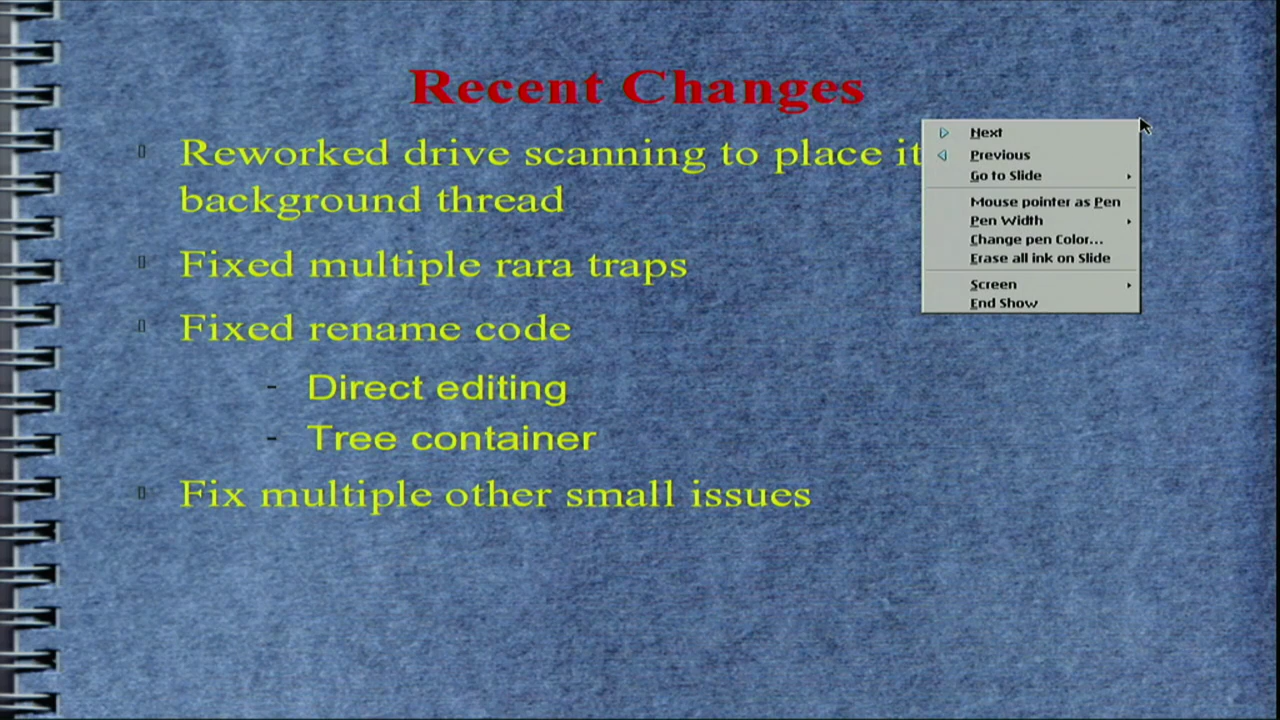 Recent Changes
Reworked drive scanning to place it
background thread
Fixed multiple rara traps
Fixed rename code
- Direct editing
- Tree container
Fix multiple other small issues
Next
Previous
Go to Slide
Mouse pointer as Pen
Pen Width
Change pen Color...
Erase all ink on Slide
Screen
End Show